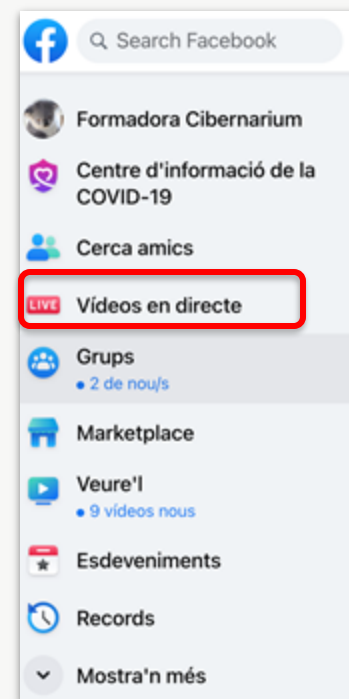 Search Facebook
Formadora Cibernarium
Centre d'informació de la
COVID-19
Cerca amics
LIVE Vídeos en directe
Grups
• 2 de nou/s
Marketplace
Veure'l
• 9 vídeos nous
Esdeveniments
Records
Mostra'n més